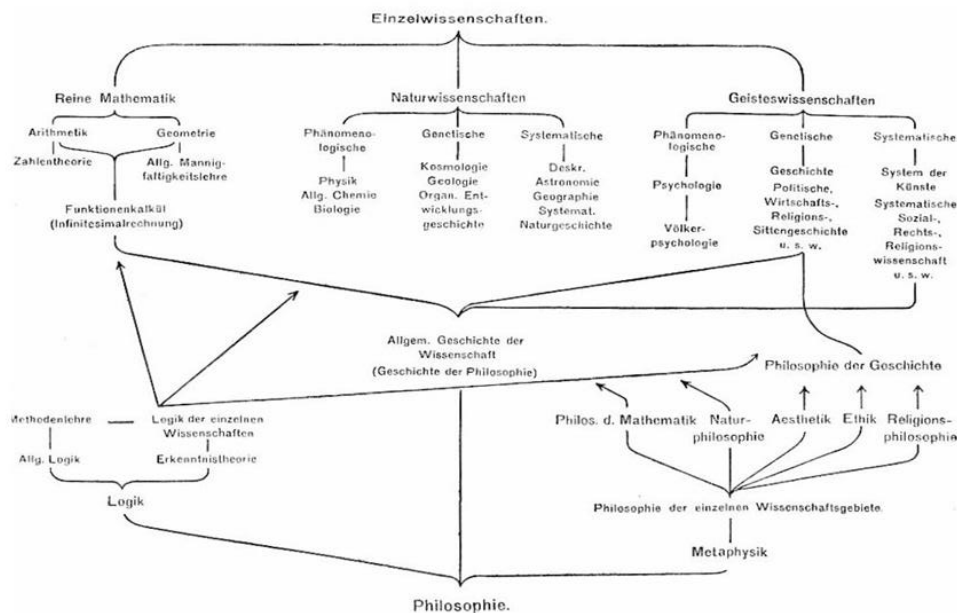 Einzelwissenschaften.
Reine Mathematik
Naturwissenschaften
Geisteswissenschaften
Arithmetik
Geometrie
Phänomeno-
logische
Genetische
Systematische
Phänomeno-
logische
Genetische
Systematische
Zahlentheorie
Allg. Mannig-
faltigkeitslehre
Physik
Allg. Chemie
Biologie
Kosmologie
Geologie
Organ. Ent-
wicklungs-
geschichte
Deskr.
Astronomie
Geographie
Systemat.
Naturgeschichte
Psychologie
Völker-
psychologie
Geschichte
Politische,
Wirtschafts-,
Religions-,
Sittengeschichte
u. s. w.
System der
Künste
Systematische
Sozial-,
Rechts-,
Religions-
wissenschaft
u. s. w.
Funktionenkalkül
(Infinitesimalrechnung)
Allgem. Geschichte der
Wissenschaft
(Geschichte der Philosophie)
Philosophie der Geschichte
Methodenlehre
Logik der einzelnen
Wissenschaften
Philos. d. Mathematik
Natur-
philosophie
Aesthetik
Ethik
Religions-
philosophie
Allg. Logik
Erkenntnistheorie
Logik
Philosophie der einzelnen Wissenschaftsgebiete.
Metaphysik
Philosophie.